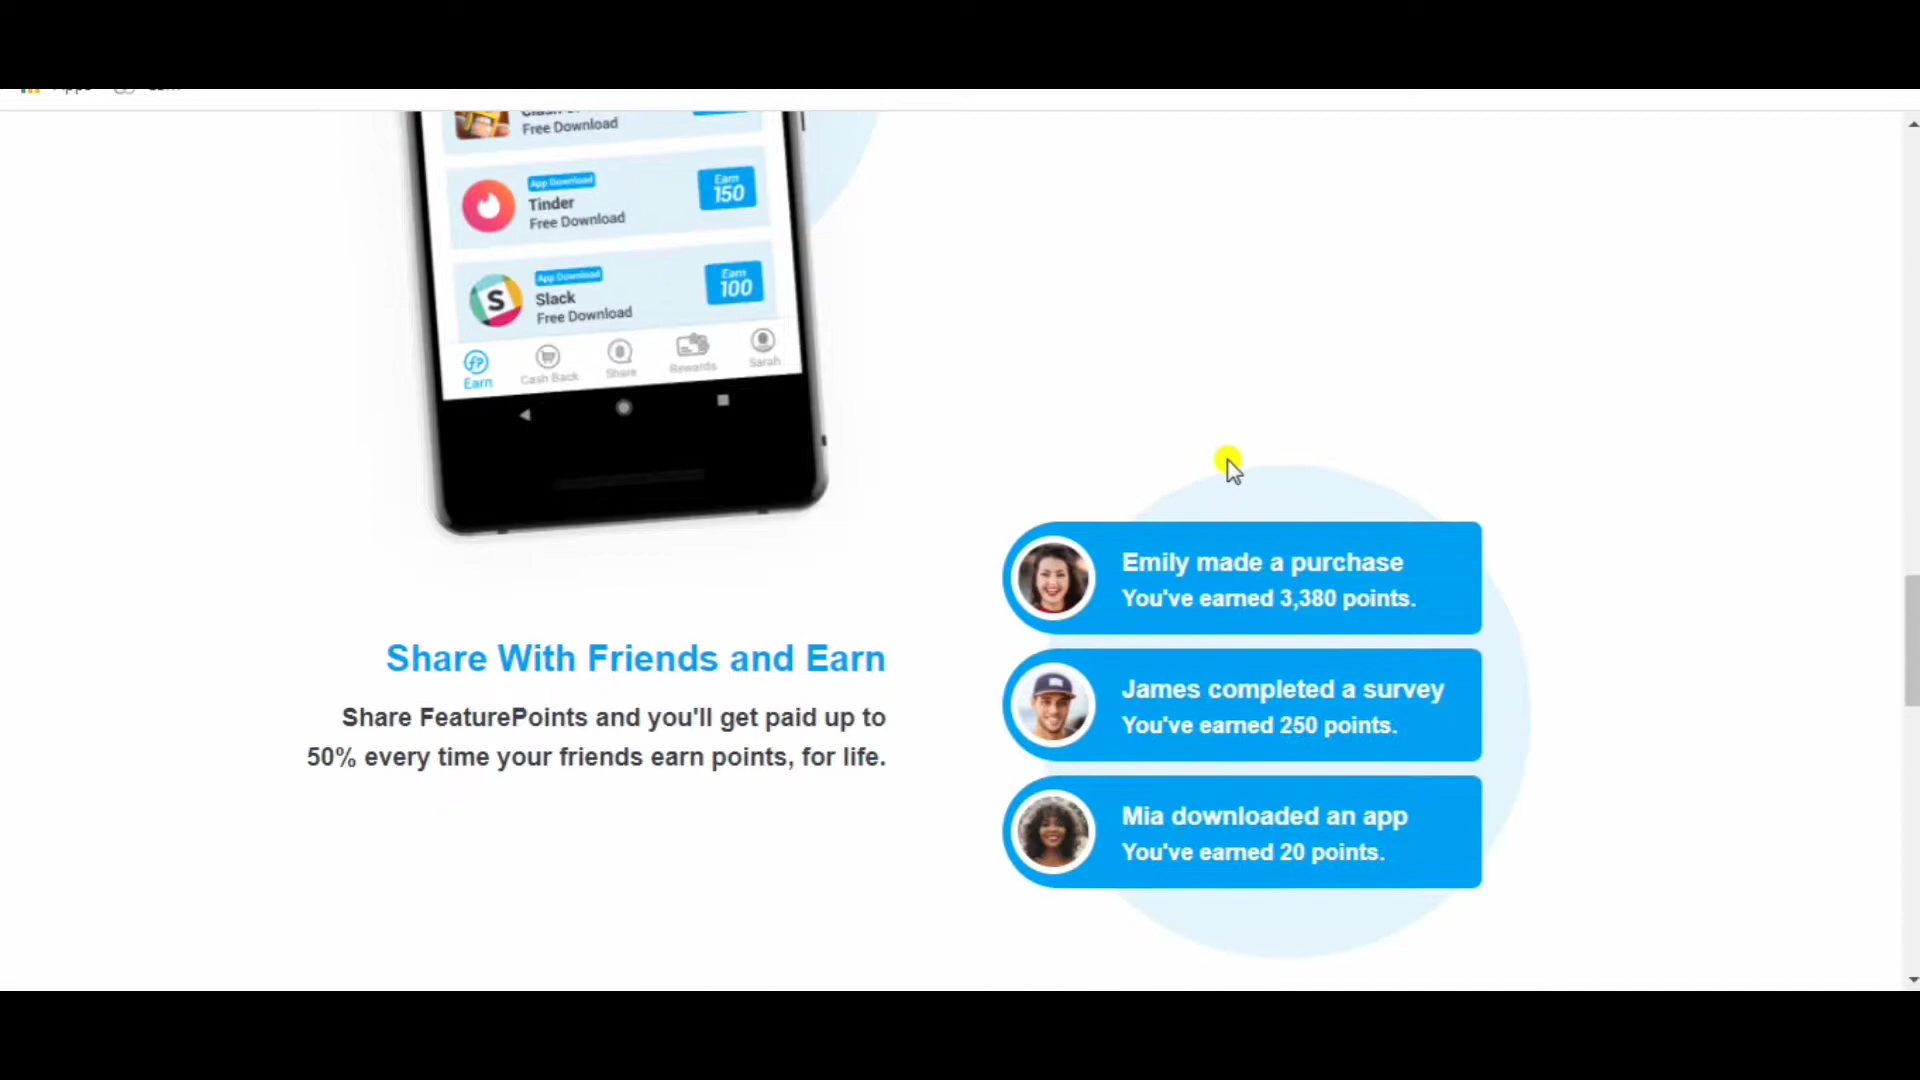 Apps
Free Download
App Download
Tinder
Free Download
Earn
150
App Download
Slack
Free Download
Earn
100
S
fP
Earn
Cash Back
Share
Rewards
Sarah
Share With Friends and Earn
Share FeaturePoints and you'll get paid up to
50% every time your friends earn points, for life.
Emily made a purchase
You've earned 3,380 points.
James completed a survey
You've earned 250 points.
Mia downloaded an app
You've earned 20 points.